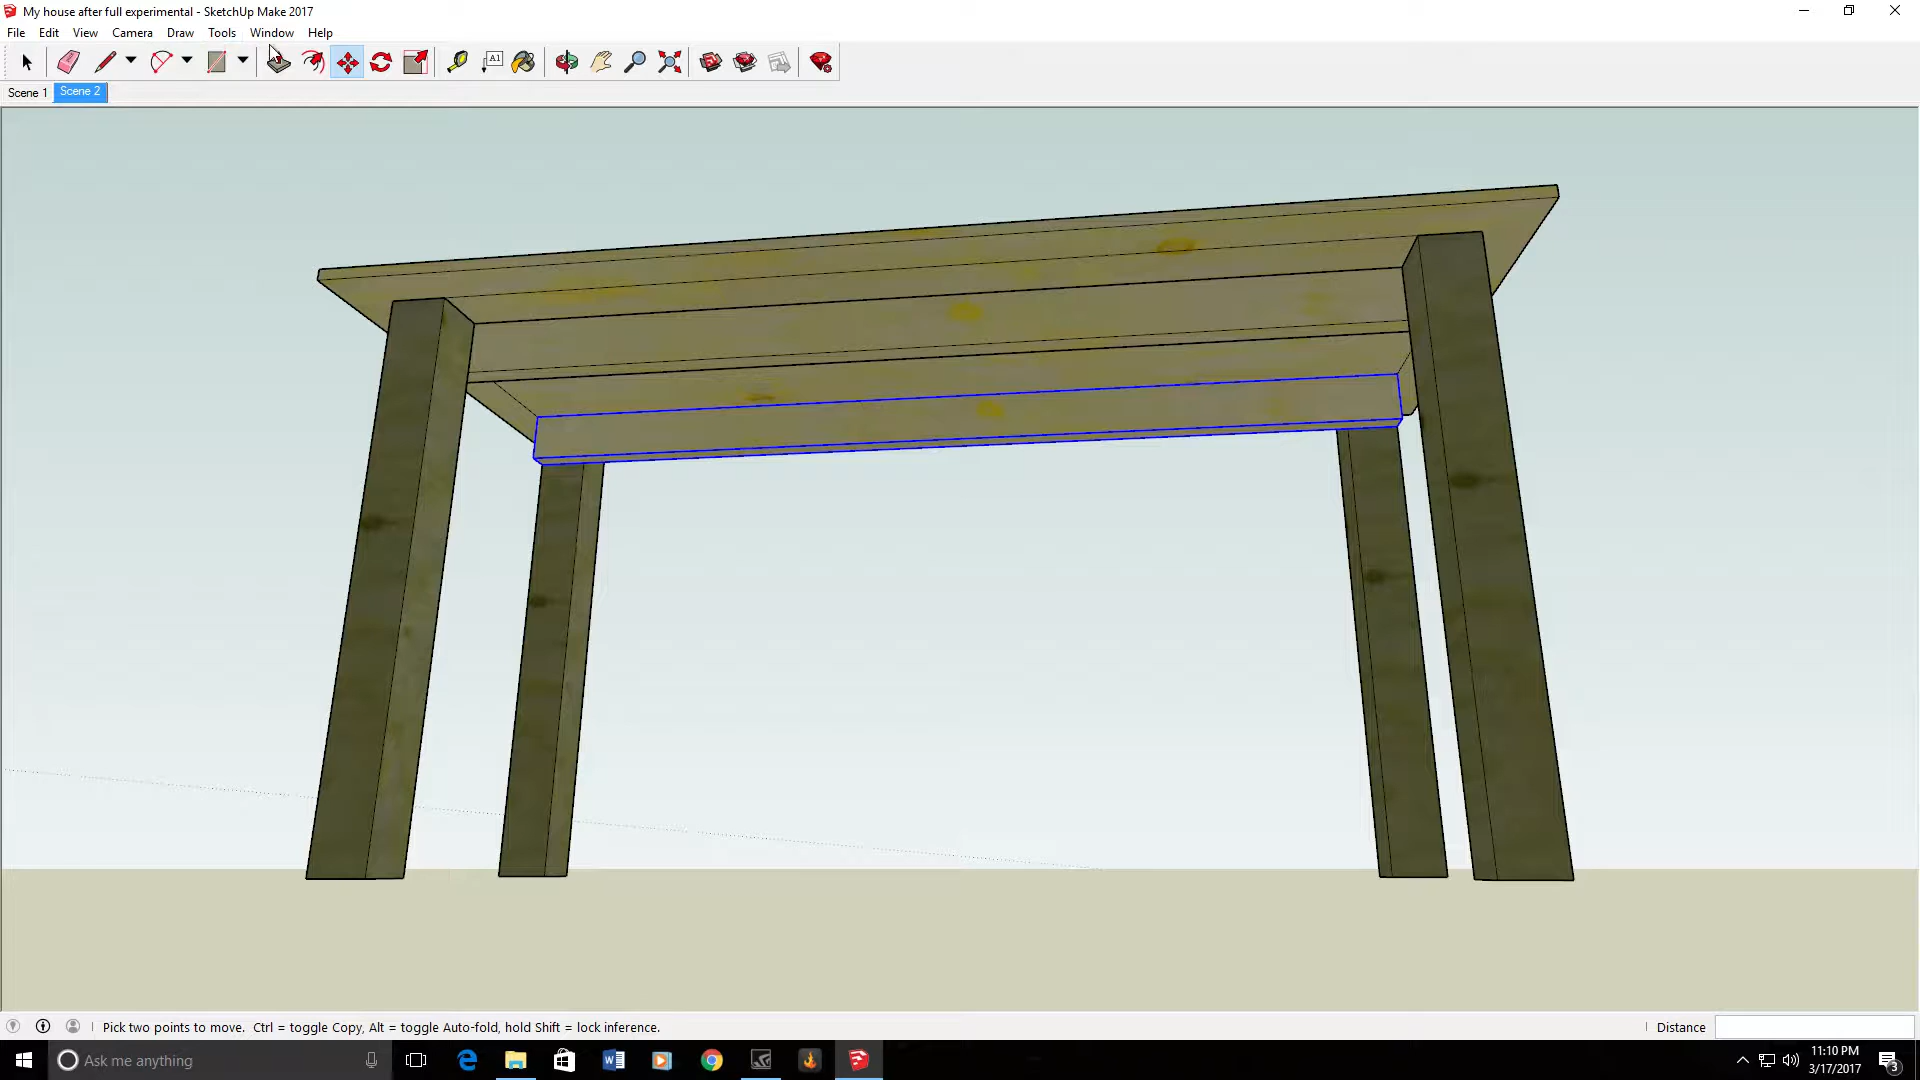 My house after full experimental - SketchUp Make 2017
File Edit View Camera Draw Tools Window Help
A1
Scene 1 Scene 2
Pick two points to move. Ctrl = toggle Copy, Alt = toggle Auto-fold, hold Shift = lock inference.
Distance
Ask me anything
11:10 PM
3/17/2017
3